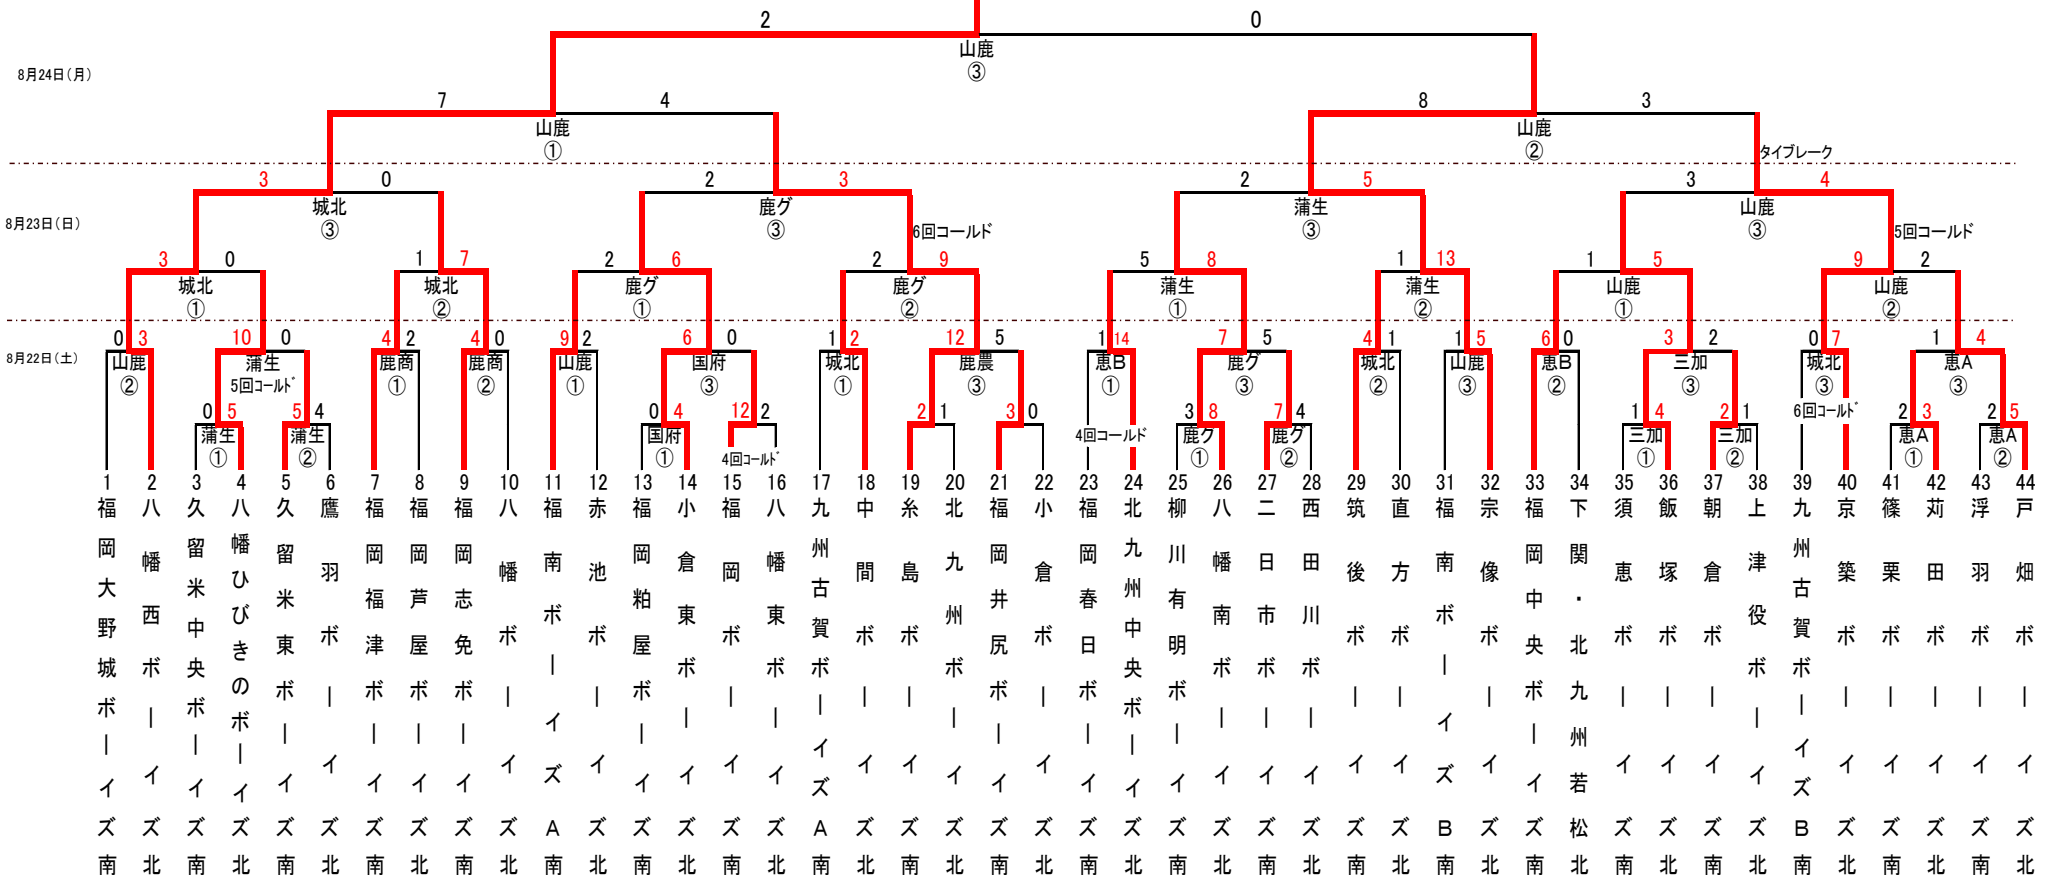 2 0
山鹿
③
8月24日(月)
7 4 8 3
山鹿 山鹿
① ②
タイブレーク
3 0 2 3 2 5 3 4
城北 鹿グ 蒲生 山鹿
③ ③ ③ ③
8月23日(日)
6回コールド 5回コールド
3 0 1 7 2 6 2 9 5 8 1 13 1 5 9 2
城北 城北 鹿グ 鹿グ 蒲生 蒲生 山鹿 山鹿
① ② ① ② ① ② ① ②
8月22日(土)
0 3 10 0 4 2 4 0 9 2 6 0 1 2 12 5 1 14 7 5 4 1 1 5 6 0 3 2 0 7 1 4
山鹿 蒲生 鹿商 鹿商 山鹿 国府 城北 鹿農 恵B 鹿グ 城北 山鹿 恵B 三加 城北 恵A
② 5回コールド ① ② ① ③ ① ③ ① ③ ② ③ ② ③ ③ ③
0 5 5 4 0 4 12 2 2 1 3 0 3 8 7 4 1 4 2 1 6回コールド 2 3 2 5
蒲生 蒲生 国府 4回コールド 4回コールド 鹿グ 鹿グ 三加 三加 恵A 恵A
① ② ① ① ② ① ② ① ②
1 福岡大野城ボーイズ 南
2 八幡西ボーイズ 北
3 久留米中央ボーイズ 南
4 八幡ひびきのボーイズ 北
5 久留米東ボーイズ 南
6 鷹羽ボーイズ 北
7 福岡福津ボーイズ 南
8 福岡芦屋ボーイズ 南
9 福岡志免ボーイズ 南
10 八幡ボーイズ 北
11 福南ボーイズA 南
12 赤池ボーイズ 北
13 福岡粕屋ボーイズ 南
14 小倉東ボーイズ 北
15 福岡ボーイズ 南
16 八幡東ボーイズ 北
17 九州古賀ボーイズA 南
18 中間ボーイズ 北
19 糸島ボーイズ 南
20 北九州ボーイズ 北
21 福岡井尻ボーイズ 南
22 小倉ボーイズ 北
23 福岡春日ボーイズ 南
24 北九州中央ボーイズ 北
25 柳川有明ボーイズ 南
26 八幡南ボーイズ 北
27 二日市ボーイズ 南
28 西田川ボーイズ 北
29 筑後ボーイズ 南
30 直方ボーイズ 北
31 福南ボーイズB 南
32 宗像ボーイズ 北
33 福岡中央ボーイズ 南
34 下関・北九州若松 北
35 須恵ボーイズ 南
36 飯塚ボーイズ 北
37 朝倉ボーイズ 南
38 上津役ボーイズ 北
39 九州古賀ボーイズB 南
40 京築ボーイズ 北
41 篠栗ボーイズ 南
42 苅田ボーイズ 北
43 浮羽ボーイズ 南
44 戸畑ボーイズ 北